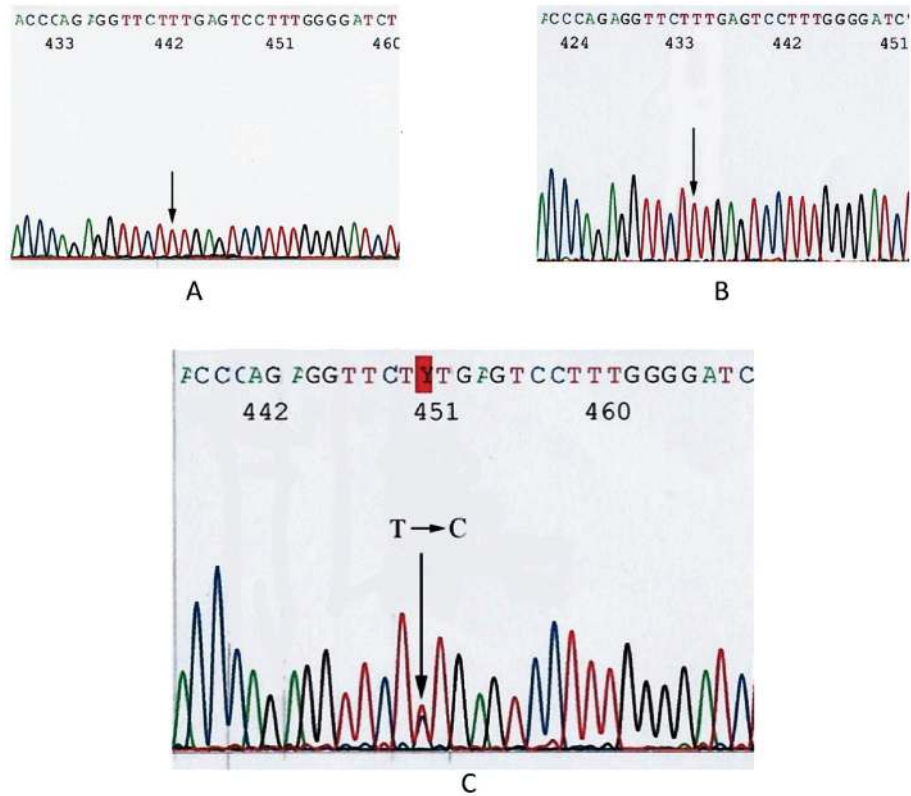 ACCCAGAGGTTCTTTGAGTCCTTTGGGGATCT
433 442 451 460
A
ACCCAGAGGTTCTTTGAGTCCTTTGGGGATC
424 433 442 451
B
ACCCAGAGGTTCTYTGAGTCCTTTGGGGATC
442 451 460
T → C
C